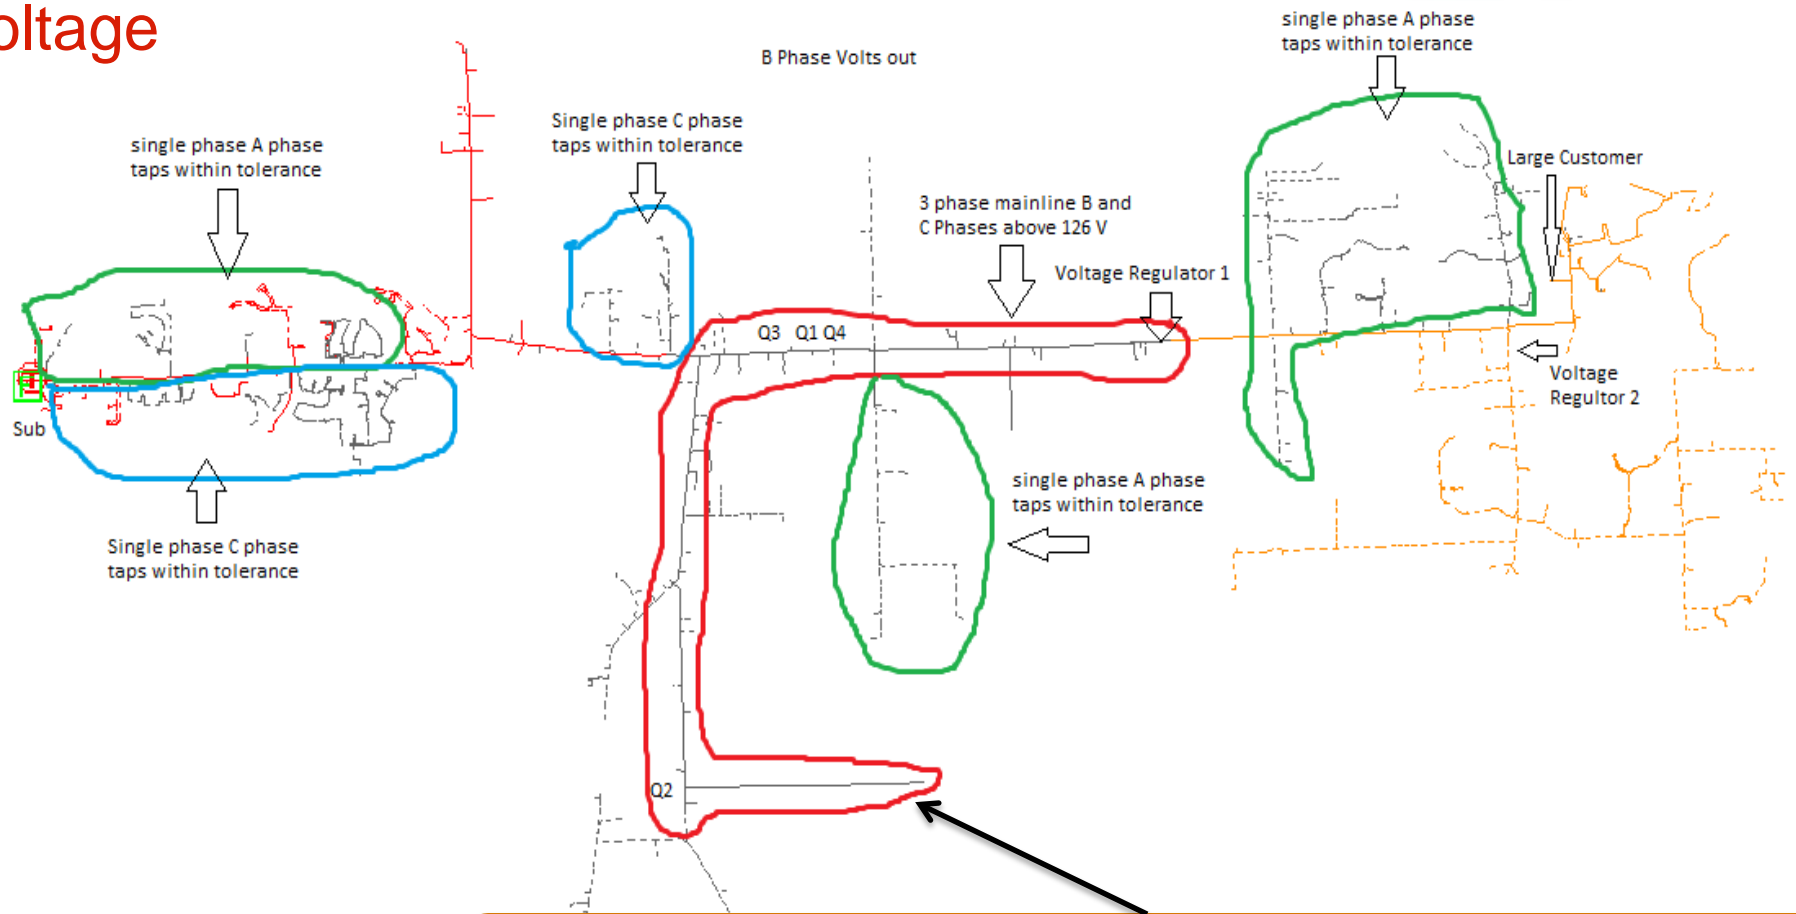 oltage
B Phase Volts out
single phase A phase
taps within tolerance
single phase A phase
taps within tolerance
Single phase C phase
taps within tolerance
Large Customer
3 phase mainline B and
C Phases above 126 V
Voltage Regulator 1
Q3 Q1 Q4
Voltage
Regultor 2
Sub
single phase A phase
taps within tolerance
Single phase C phase
taps within tolerance
Q2